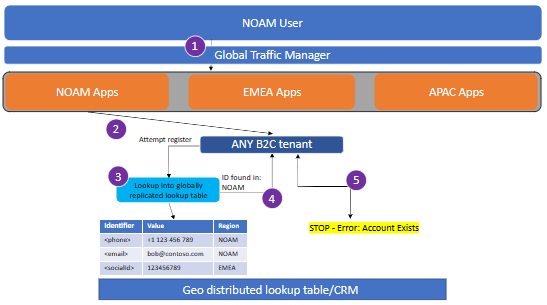 NOAM User
1
Global Traffic Manager
NOAM Apps
EMEA Apps
APAC Apps
2
Attempt register
ANY B2C tenant
3
Lookup into globally
replicated lookup table
ID found in:
NOAM
4
5
STOP - Error: Account Exists
Identifier Value Region
<phone> +1 123 456 789 NOAM
<email> bob@contoso.com NOAM
<socialId> 123456789 EMEA
Geo distributed lookup table/CRM